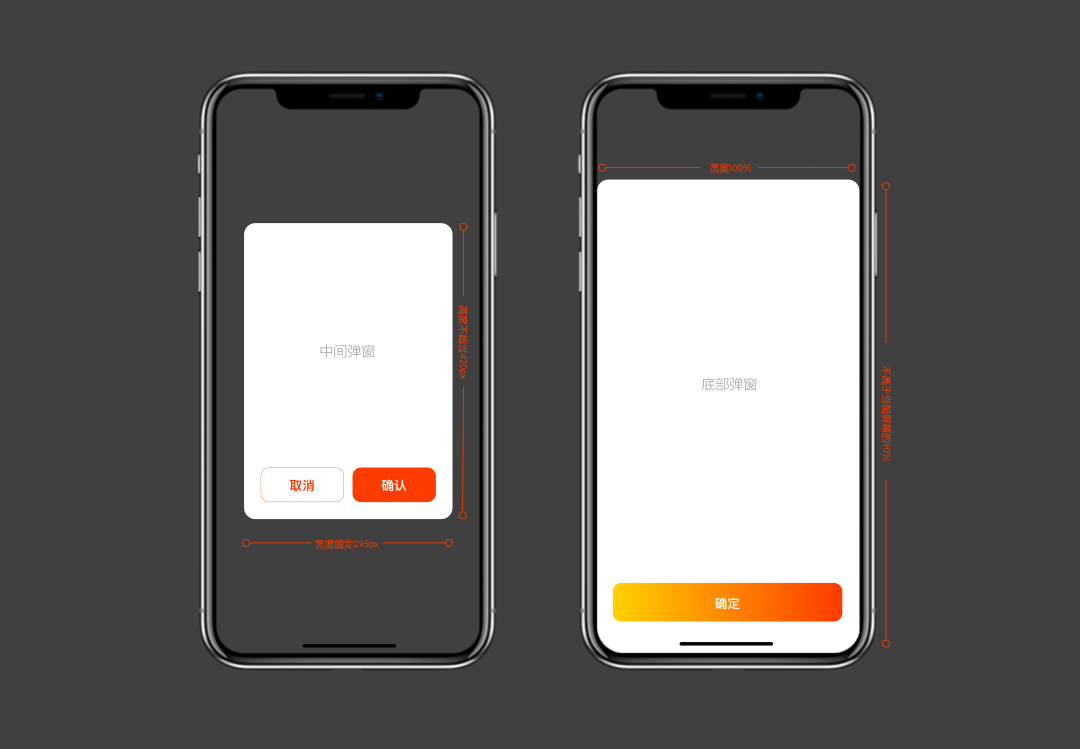 中间弹窗
取消
确认
高度不超过420px
宽度固定295px
宽度100%
底部弹窗
确定
不高于当前屏幕的90%